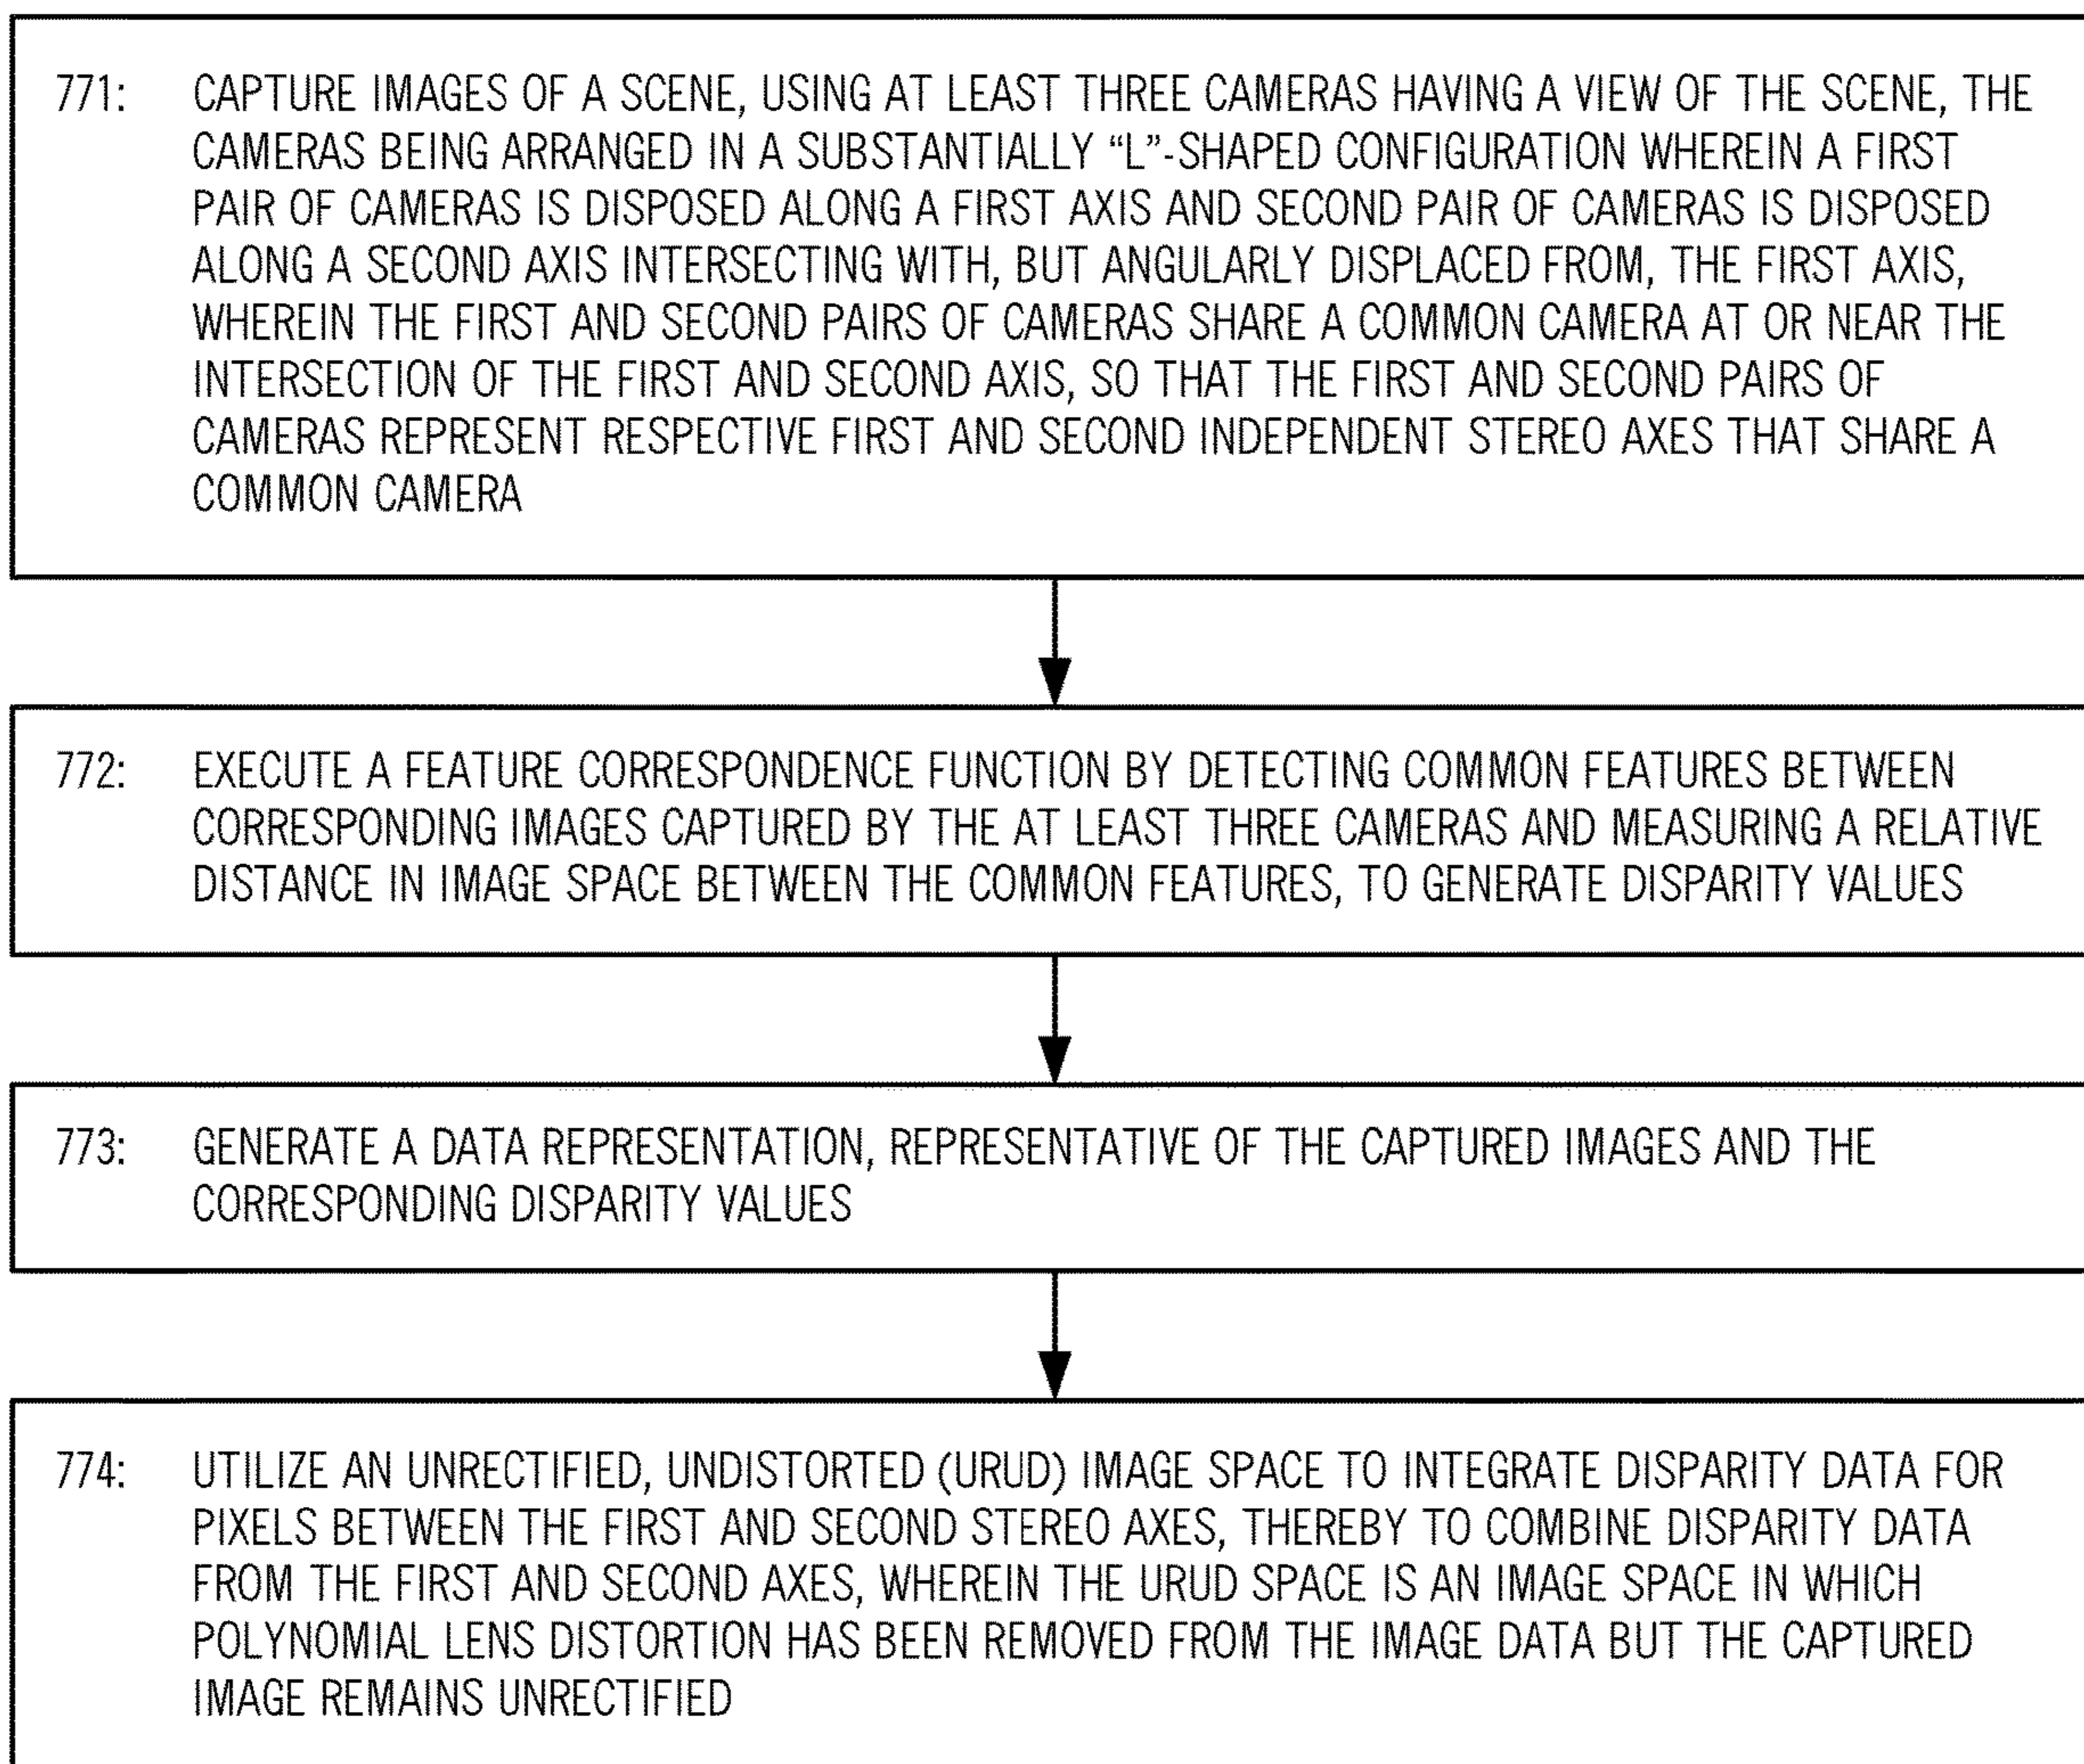 771: CAPTURE IMAGES OF A SCENE, USING AT LEAST THREE CAMERAS HAVING A VIEW OF THE SCENE, THE
CAMERAS BEING ARRANGED IN A SUBSTANTIALLY “L”-SHAPED CONFIGURATION WHEREIN A FIRST
PAIR OF CAMERAS IS DISPOSED ALONG A FIRST AXIS AND SECOND PAIR OF CAMERAS IS DISPOSED
ALONG A SECOND AXIS INTERSECTING WITH, BUT ANGULARLY DISPLACED FROM, THE FIRST AXIS,
WHEREIN THE FIRST AND SECOND PAIRS OF CAMERAS SHARE A COMMON CAMERA AT OR NEAR THE
INTERSECTION OF THE FIRST AND SECOND AXIS, SO THAT THE FIRST AND SECOND PAIRS OF
CAMERAS REPRESENT RESPECTIVE FIRST AND SECOND INDEPENDENT STEREO AXES THAT SHARE A
COMMON CAMERA
772: EXECUTE A FEATURE CORRESPONDENCE FUNCTION BY DETECTING COMMON FEATURES BETWEEN
CORRESPONDING IMAGES CAPTURED BY THE AT LEAST THREE CAMERAS AND MEASURING A RELATIVE
DISTANCE IN IMAGE SPACE BETWEEN THE COMMON FEATURES, TO GENERATE DISPARITY VALUES
773: GENERATE A DATA REPRESENTATION, REPRESENTATIVE OF THE CAPTURED IMAGES AND THE
CORRESPONDING DISPARITY VALUES
774: UTILIZE AN UNRECTIFIED, UNDISTORTED (URUD) IMAGE SPACE TO INTEGRATE DISPARITY DATA FOR
PIXELS BETWEEN THE FIRST AND SECOND STEREO AXES, THEREBY TO COMBINE DISPARITY DATA
FROM THE FIRST AND SECOND AXES, WHEREIN THE URUD SPACE IS AN IMAGE SPACE IN WHICH
POLYNOMIAL LENS DISTORTION HAS BEEN REMOVED FROM THE IMAGE DATA BUT THE CAPTURED
IMAGE REMAINS UNRECTIFIED